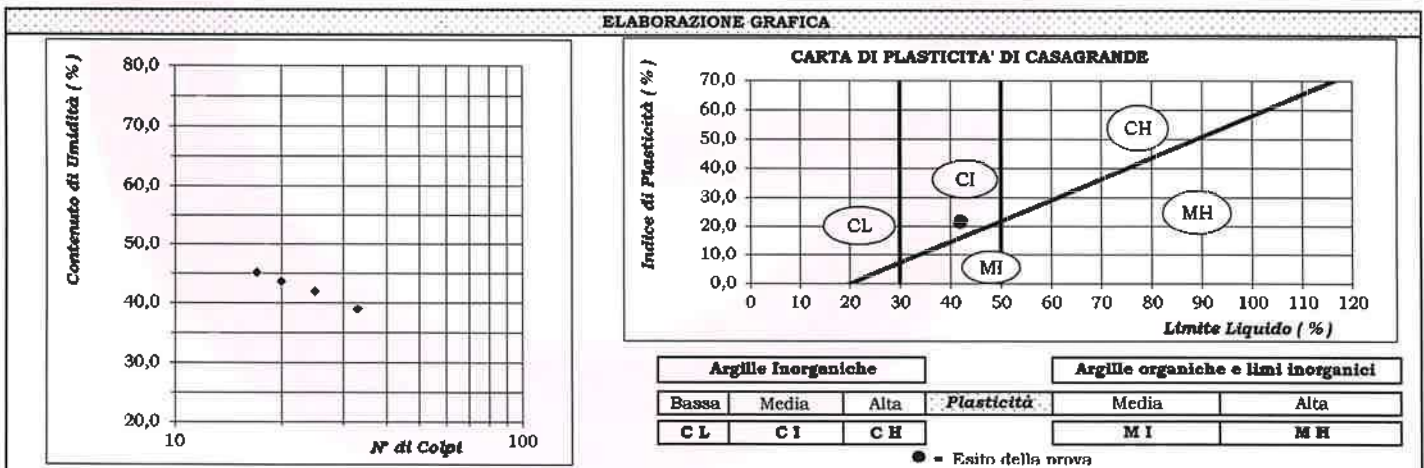 ELABORAZIONE GRAFICA
Contenuto di Umidità ( % )
80,0
70,0
60,0
50,0
40,0
30,0
20,0
10
100
N° di Colpi
CARTA DI PLASTICITA' DI CASAGRANDE
Indice di Plasticità ( % )
70,0
60,0
50,0
40,0
30,0
20,0
10,0
0,0
CH
CI
CL
MH
MI
0 10 20 30 40 50 60 70 80 90 100 110 120
Limite Liquido ( % )
Argille Inorganiche
Argille organiche e limi inorganici
Bassa Media Alta Plasticità Media Alta
C L C I C H M I M H
● = Esito della prova